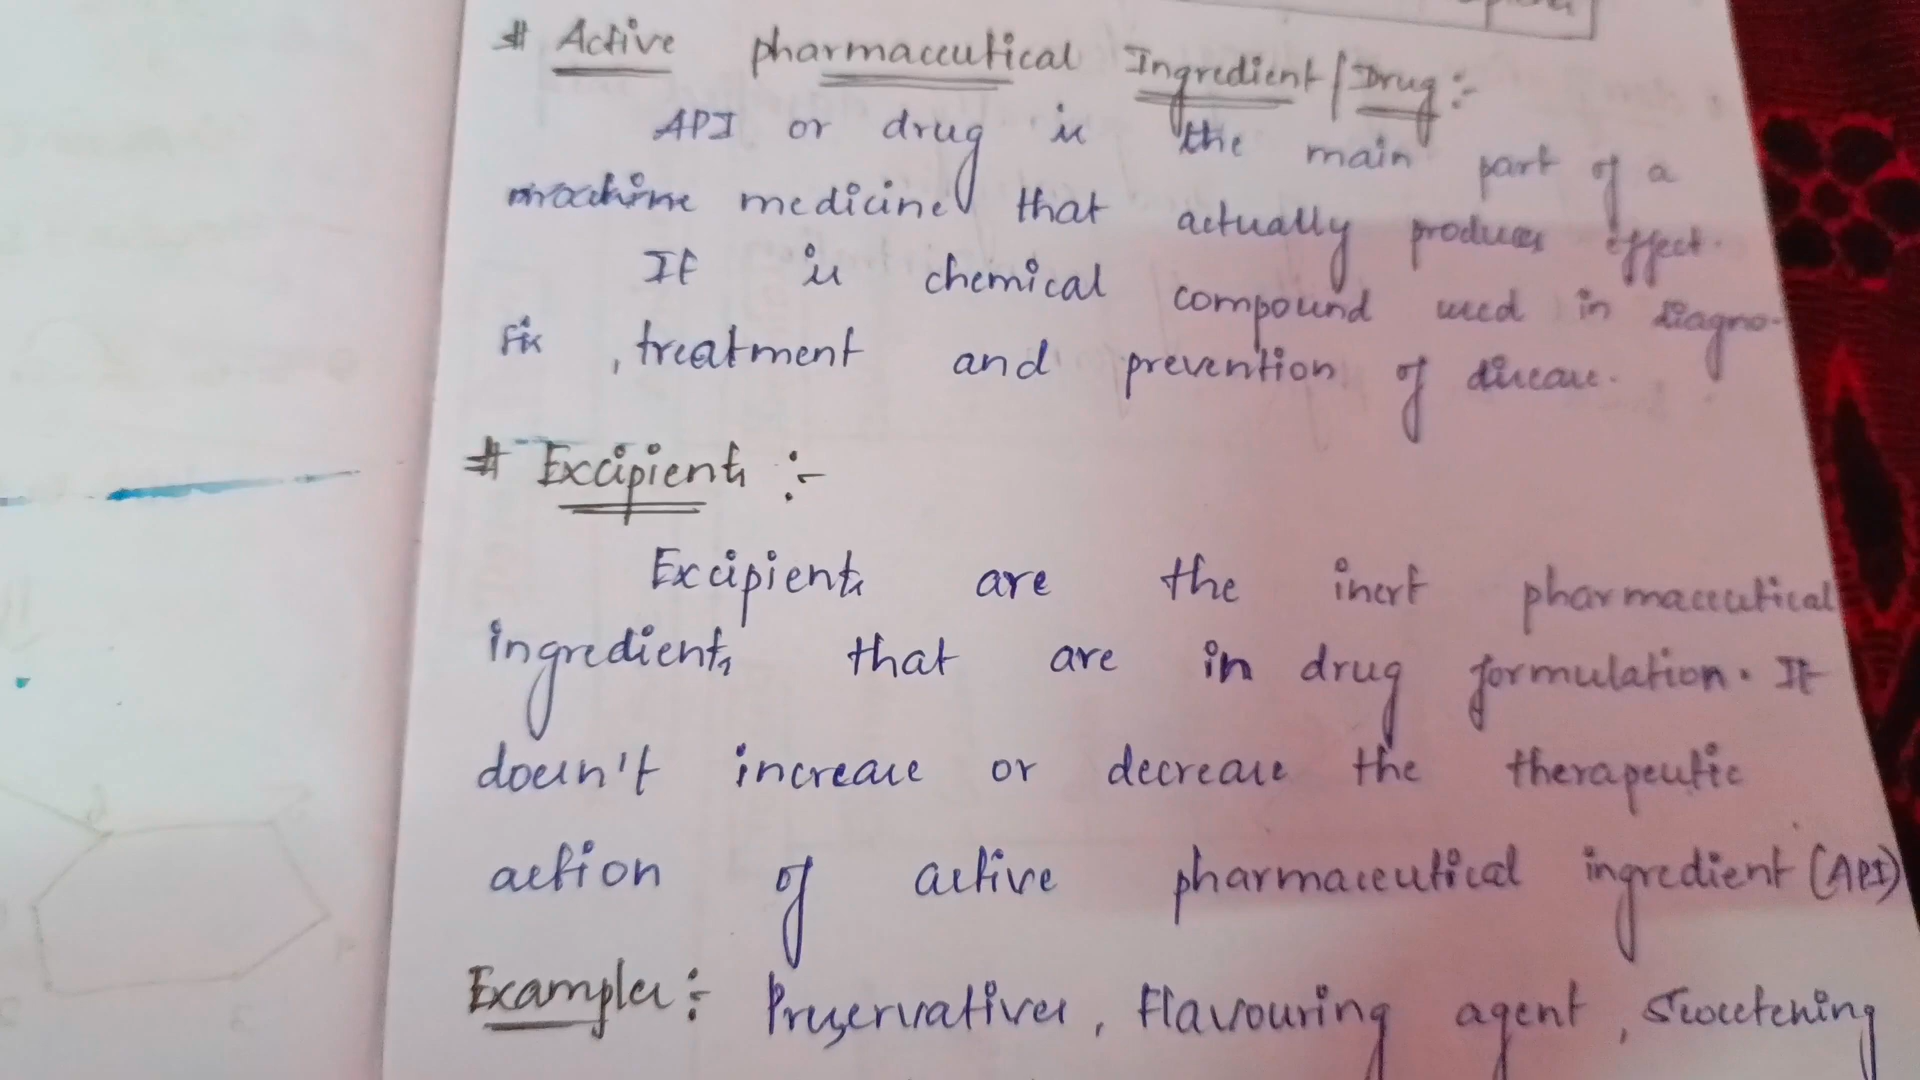 # Active pharmaceutical Ingredient / Drug :-
API or drug is the main part of a
medicine that actually produces effect.
It is chemical compound used in diagno-
sis , treatment and prevention of disease.
# Excipients :-
Excipients are the inert pharmaceutical
ingredients that are in drug formulation. It
doesn't increase or decrease the therapeutic
action of active pharmaceutical ingredient (API)
Examples :- Preservatives , Flavouring agent , Sweetening